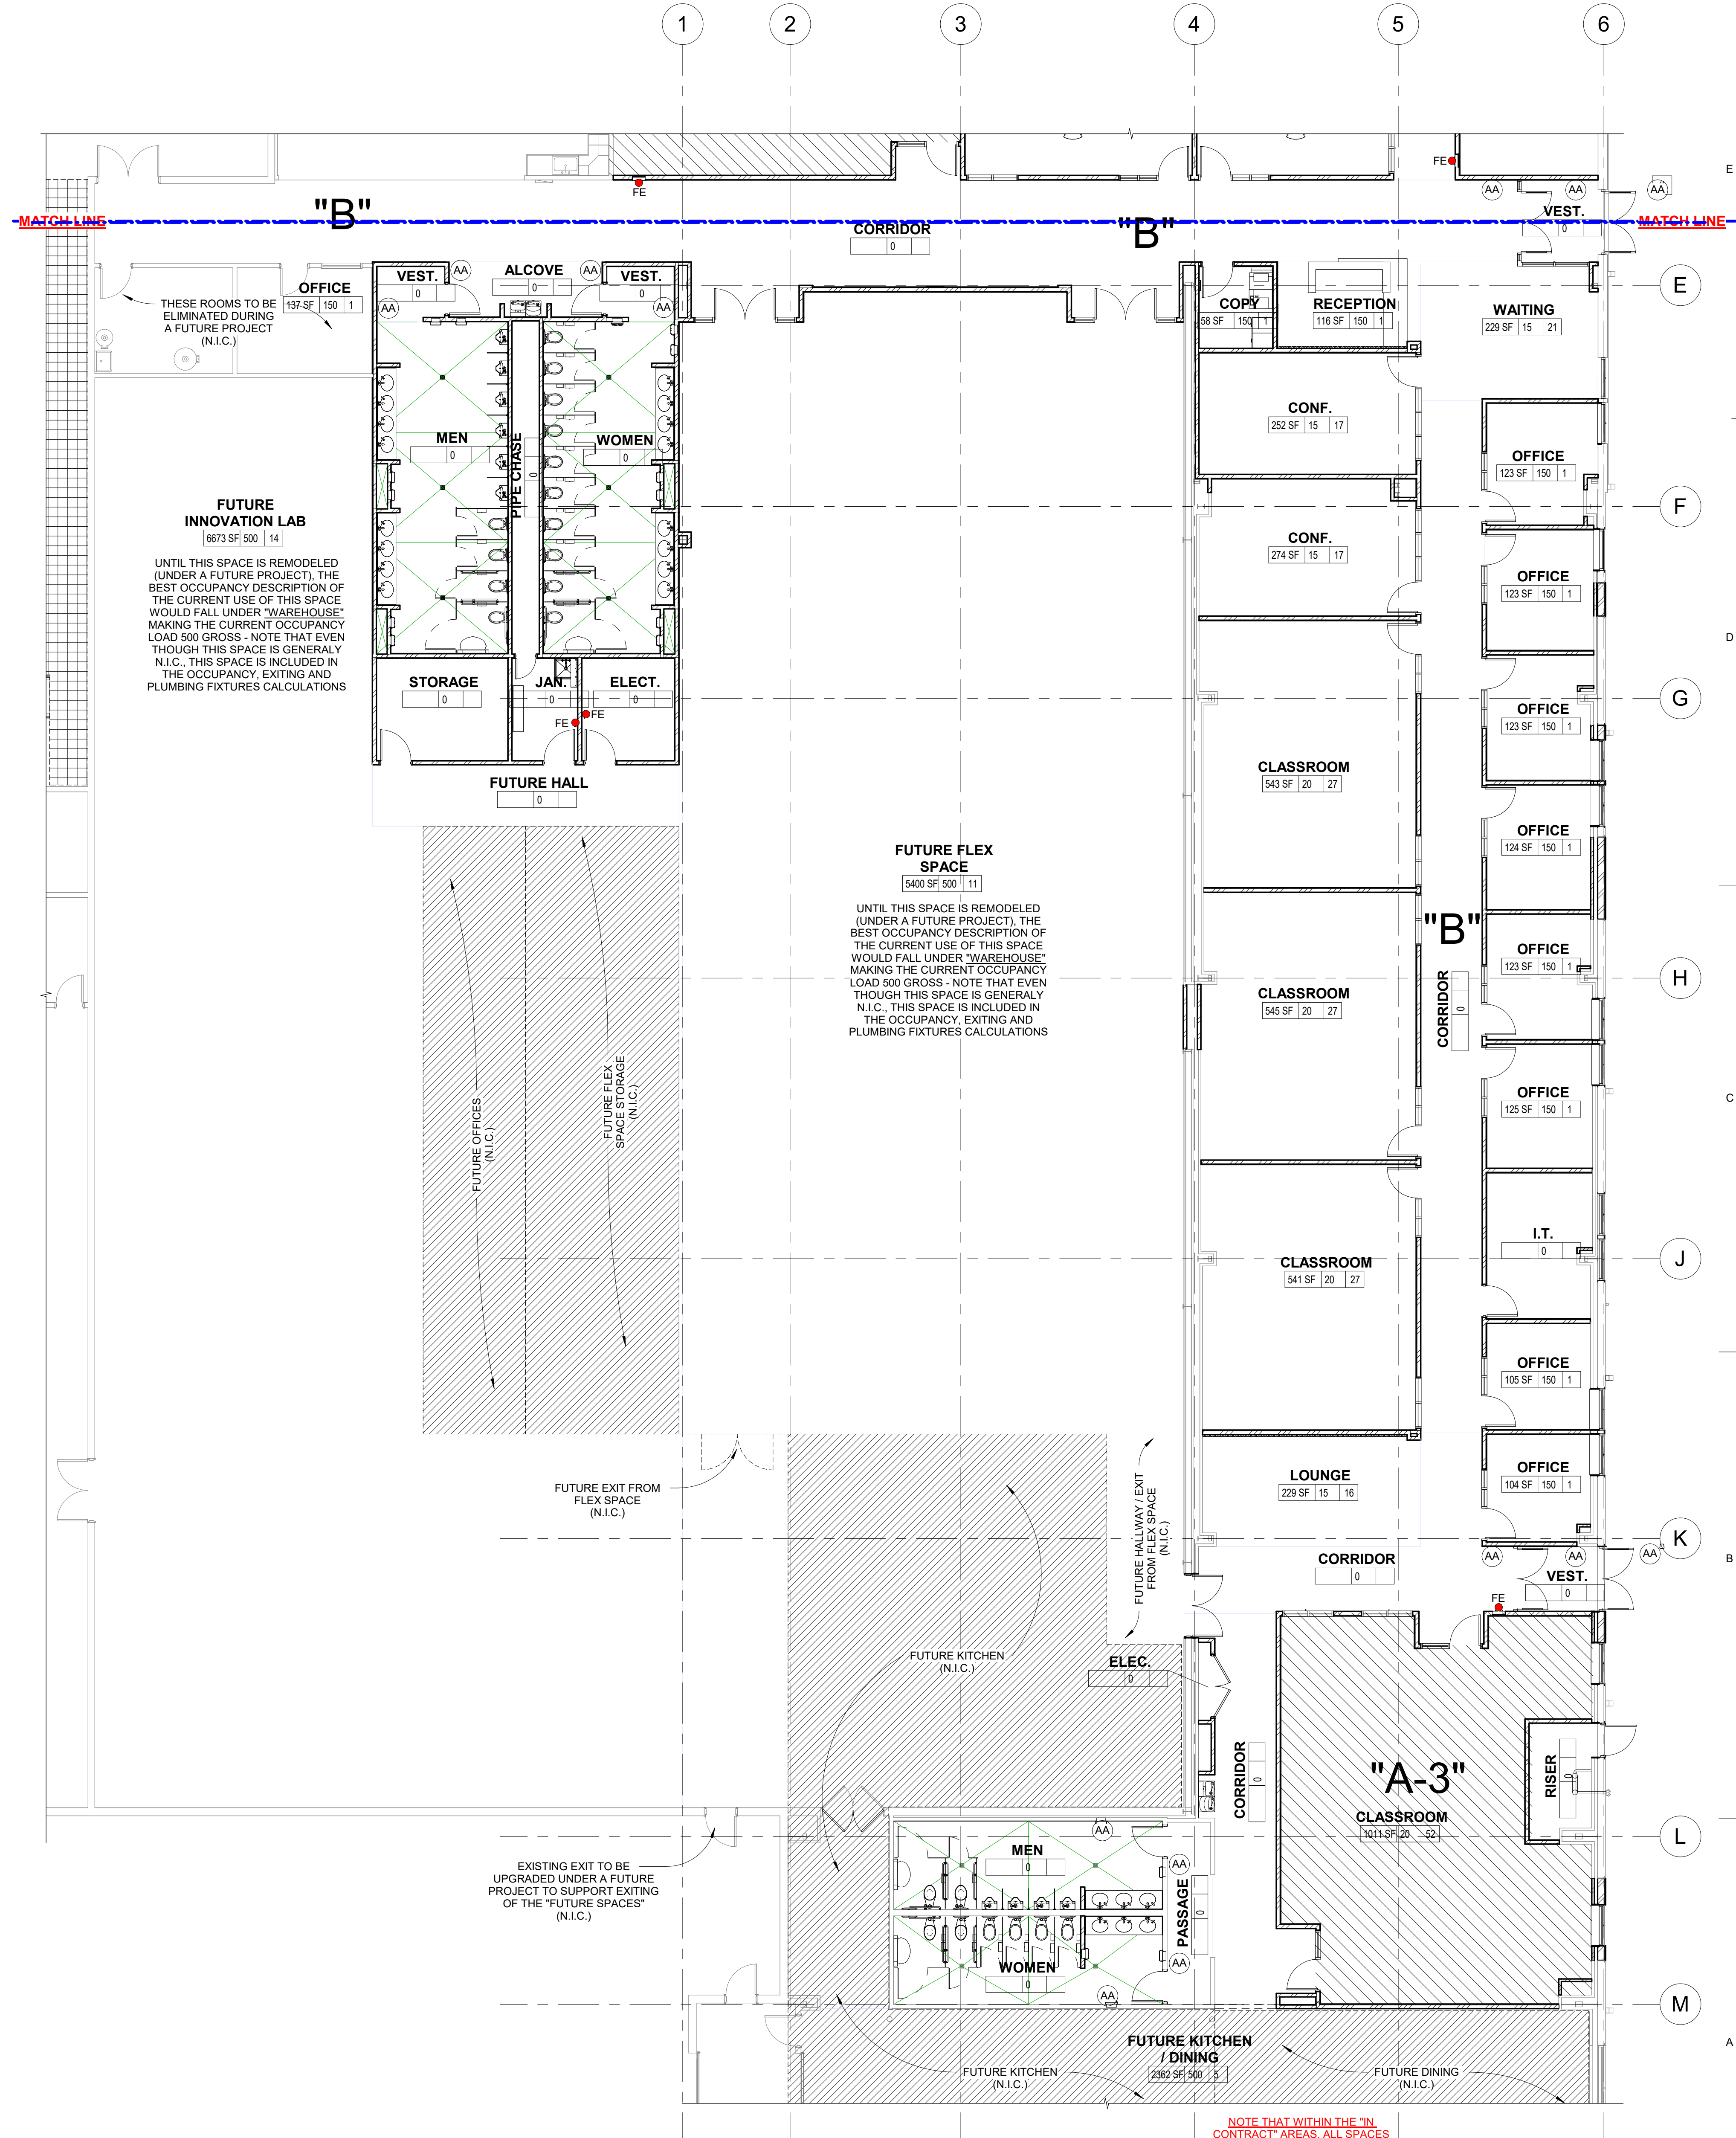 1
2
3
4
5
6
E
D
C
B
A
FE
FE
AA
AA
AA
"B"
"B"
MATCH LINE
MATCH LINE
VEST.
0
CORRIDOR
0
E
VEST.
0
AA
ALCOVE
0
AA
VEST.
0
AA
AA
THESE ROOMS TO BE
ELIMINATED DURING
A FUTURE PROJECT
(N.I.C.)
OFFICE
137 SF 150 1
COPY
58 SF 150 1
RECEPTION
116 SF 150 1
WAITING
229 SF 15 21
CONF.
252 SF 15 17
MEN
0
PIPE CHASE
0
WOMEN
0
OFFICE
123 SF 150 1
F
FUTURE
INNOVATION LAB
6673 SF 500 14
UNTIL THIS SPACE IS REMODELED
(UNDER A FUTURE PROJECT), THE
BEST OCCUPANCY DESCRIPTION OF
THE CURRENT USE OF THIS SPACE
WOULD FALL UNDER "WAREHOUSE"
MAKING THE CURRENT OCCUPANCY
LOAD 500 GROSS - NOTE THAT EVEN
THOUGH THIS SPACE IS GENERALY
N.I.C., THIS SPACE IS INCLUDED IN
THE OCCUPANCY, EXITING AND
PLUMBING FIXTURES CALCULATIONS
CONF.
274 SF 15 17
OFFICE
123 SF 150 1
STORAGE
0
JAN.
0
ELECT.
0
FE
FE
G
OFFICE
123 SF 150 1
FUTURE HALL
0
CLASSROOM
543 SF 20 27
OFFICE
124 SF 150 1
FUTURE FLEX
SPACE
5400 SF 500 11
UNTIL THIS SPACE IS REMODELED
(UNDER A FUTURE PROJECT), THE
BEST OCCUPANCY DESCRIPTION OF
THE CURRENT USE OF THIS SPACE
WOULD FALL UNDER "WAREHOUSE"
MAKING THE CURRENT OCCUPANCY
LOAD 500 GROSS - NOTE THAT EVEN
THOUGH THIS SPACE IS GENERALY
N.I.C., THIS SPACE IS INCLUDED IN
THE OCCUPANCY, EXITING AND
PLUMBING FIXTURES CALCULATIONS
"B"
OFFICE
123 SF 150 1
H
CLASSROOM
545 SF 20 27
CORRIDOR
0
OFFICE
125 SF 150 1
FUTURE OFFICES
(N.I.C.)
FUTURE FLEX
SPACE STORAGE
(N.I.C.)
I.T.
0
J
CLASSROOM
541 SF 20 27
OFFICE
105 SF 150 1
OFFICE
104 SF 150 1
LOUNGE
229 SF 15 16
FUTURE EXIT FROM
FLEX SPACE
(N.I.C.)
FUTURE HALLWAY / EXIT
FROM FLEX SPACE
(N.I.C.)
K
CORRIDOR
0
AA
AA
AA
VEST.
0
FE
FUTURE KITCHEN
(N.I.C.)
ELEC.
0
CORRIDOR
0
"A-3"
CLASSROOM
1011 SF 20 52
RISER
0
L
MEN
0
AA
AA
PASSAGE
0
AA
AA
WOMEN
0
EXISTING EXIT TO BE
UPGRADED UNDER A FUTURE
PROJECT TO SUPPORT EXITING
OF THE "FUTURE SPACES"
(N.I.C.)
M
FUTURE KITCHEN
/ DINING
2362 SF 500 5
FUTURE KITCHEN
(N.I.C.)
FUTURE DINING
(N.I.C.)
NOTE THAT WITHIN THE "IN
CONTRACT" AREAS, ALL SPACES